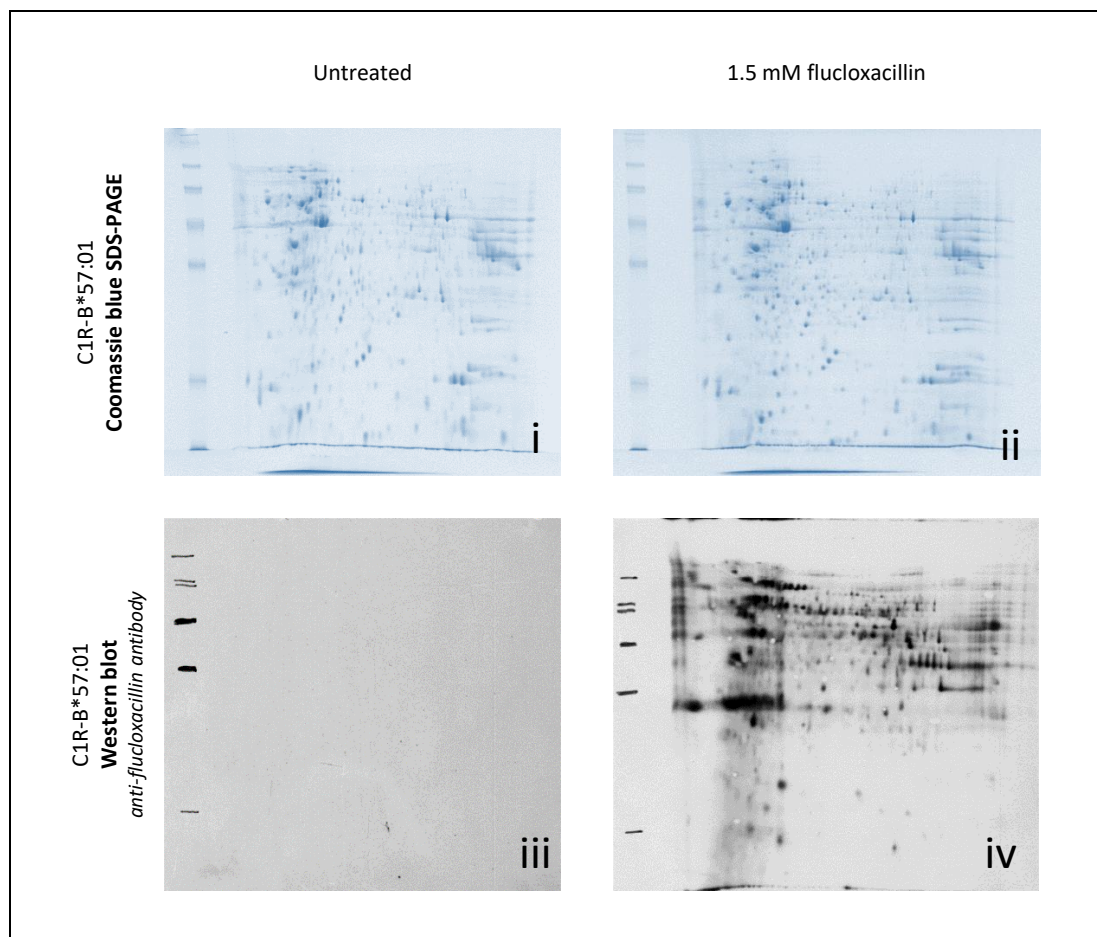 Untreated
1.5 mM flucloxacillin
C1R-B*57:01
Coomassie blue SDS-PAGE
i
ii
C1R-B*57:01
Western blot
anti-flucloxacillin antibody
iii
iv